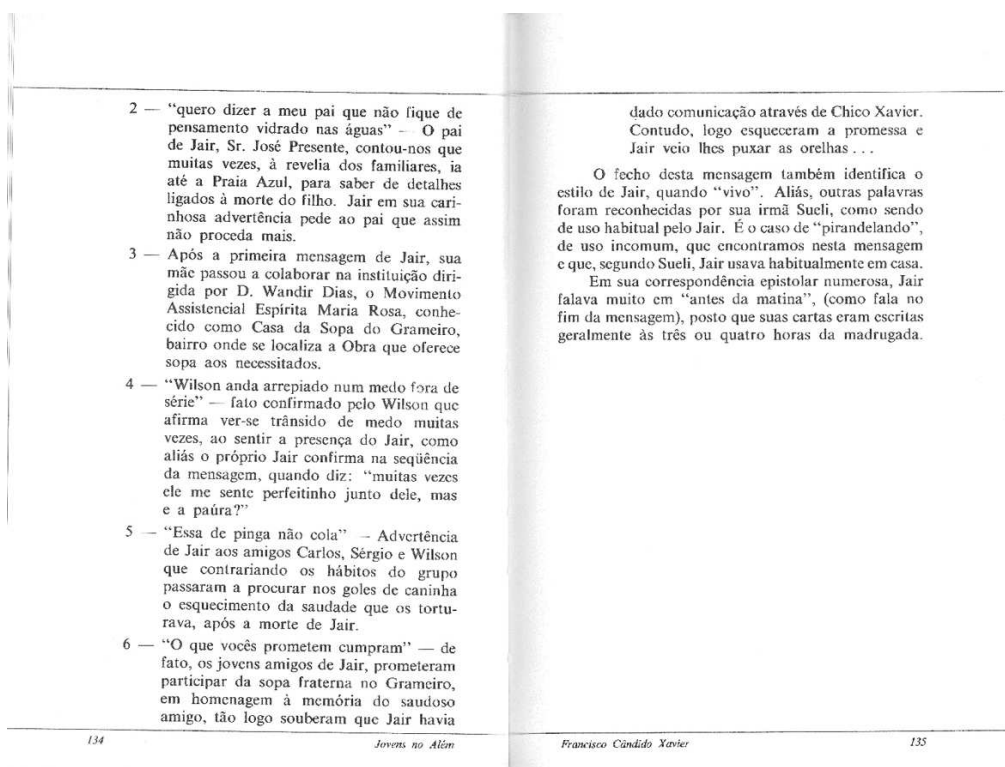 2 — “quero dizer a meu pai que não fique de
pensamento vidrado nas águas” — O pai
de Jair, Sr. José Presente, contou-nos que
muitas vezes, à revelia dos familiares, ia
até a Praia Azul, para saber de detalhes
ligados à morte do filho. Jair em sua cari-
nhosa advertência pede ao pai que assim
não proceda mais.
3 — Após a primeira mensagem de Jair, sua
mãe passou a colaborar na instituição diri-
gida por D. Wandir Dias, o Movimento
Assistencial Espírita Maria Rosa, conhe-
cido como Casa da Sopa do Grameiro,
bairro onde se localiza a Obra que oferece
sopa aos necessitados.
4 — “Wilson anda arrepiado num medo fora de
série” — fato confirmado pelo Wilson que
afirma ver-se trânsido de medo muitas
vezes, ao sentir a presença do Jair, como
aliás o próprio Jair confirma na seqüência
da mensagem, quando diz: “muitas vezes
ele me sente perfeitinho junto dele, mas
e a paúra?”
5 — “Essa de pinga não cola” — Advertência
de Jair aos amigos Carlos, Sérgio e Wilson
que contrariando os hábitos do grupo
passaram a procurar nos goles de caninha
o esquecimento da saudade que os tortu-
rava, após a morte de Jair.
6 — “O que vocês prometem cumpram” — de
fato, os jovens amigos de Jair, prometeram
participar da sopa fraterna no Grameiro,
em homenagem à memória do saudoso
amigo, tão logo souberam que Jair havia
134
Jovens no Além
dado comunicação através de Chico Xavier.
Contudo, logo esqueceram a promessa e
Jair veio lhes puxar as orelhas . . .
O fecho desta mensagem também identifica o
estilo de Jair, quando “vivo”. Aliás, outras palavras
foram reconhecidas por sua irmã Sueli, como sendo
de uso habitual pelo Jair. É o caso de “pirandelando”,
de uso incomum, que encontramos nesta mensagem
e que, segundo Sueli, Jair usava habitualmente em casa.
Em sua correspondência epistolar numerosa, Jair
falava muito em “antes da matina”, (como fala no
fim da mensagem), posto que suas cartas eram escritas
geralmente às três ou quatro horas da madrugada.
Francisco Cândido Xavier
135